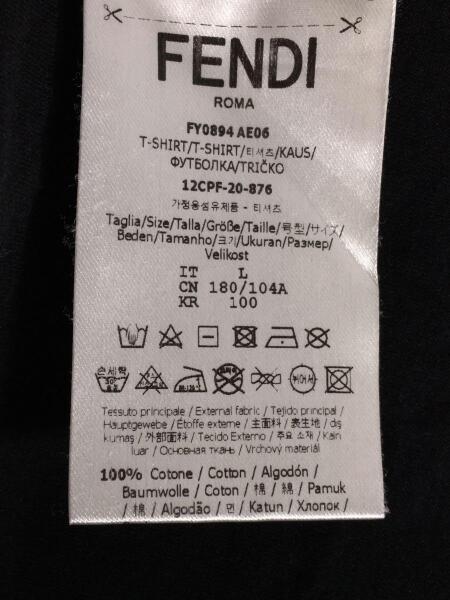 FENDI
ROMA
FY0894 AE06
T-SHIRT/T-SHIRT/티셔츠/KAUS/
ФУТБОЛКА/TRIČKO
12CPF-20-876
가정용섬유제품 - 티셔츠
Taglia/Size/Talla/Größe/Taille/号型/サイズ/
Beden/Tamanho/크기/Ukuran/Размер/
Velikost
IT L
CN 180/104A
KR 100
손세탁
Tessuto principale / External fabric / Tejido principal /
Hauptgewebe / Étoffe externe / 主面料 / 表生地 / dış
kumaş / 外部面料 / Tecido Externo / 주요 소재 / Kain
luar / Основная ткань / Vrchový materiál
100% Cotone / Cotton / Algodón /
Baumwolle / Coton / 棉 / 綿 / Pamuk
/ 棉 / Algodão / 면 / Katun / Хлопок /